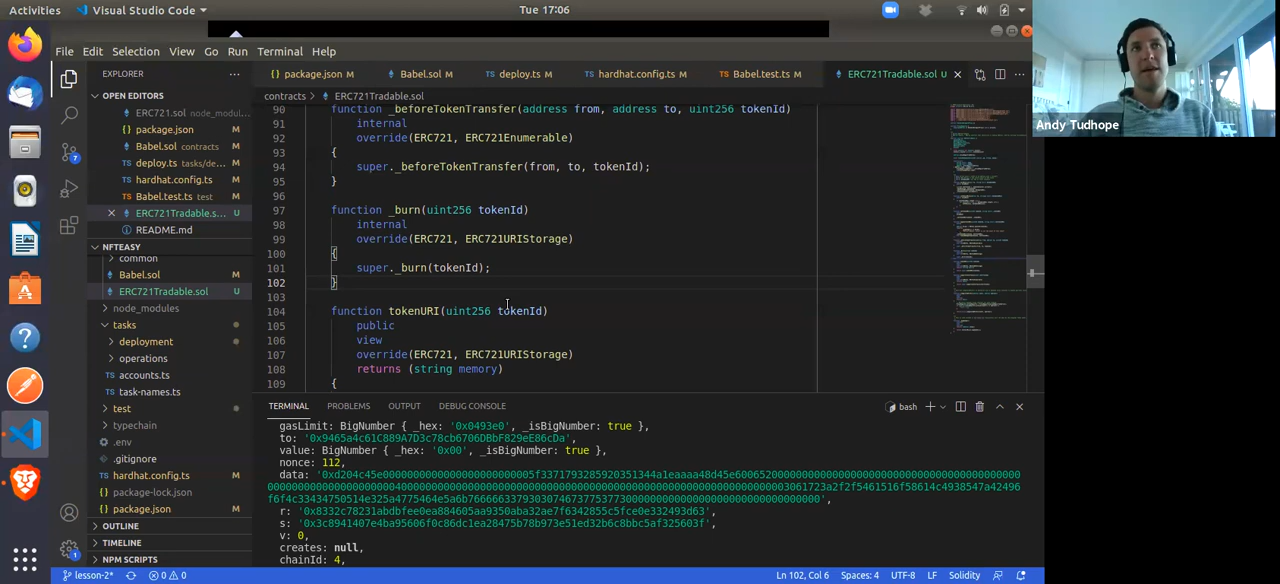 Activities
Visual Studio Code
Tue 17:06
File Edit Selection View Go Run Terminal Help
EXPLORER
OPEN EDITORS
ERC721.sol node_modul...
package.json M
Babel.sol contracts M
deploy.ts tasks/de... M
hardhat.config.ts M
Babel.test.ts test M
ERC721Tradable.s... U
README.md
NFTEASY
common
Babel.sol M
ERC721Tradable.sol U
node_modules
tasks
deployment
operations
accounts.ts
task-names.ts
test
typechain
.env
.gitignore
hardhat.config.ts M
package-lock.json
package.json M
OUTLINE
TIMELINE
NPM SCRIPTS
package.json M Babel.sol M deploy.ts M hardhat.config.ts M Babel.test.ts M ERC721Tradable.sol U
contracts > ERC721Tradable.sol
90 function _beforeTokenTransfer(address from, address to, uint256 tokenId)
91 internal
92 override(ERC721, ERC721Enumerable)
93 {
94 super._beforeTokenTransfer(from, to, tokenId);
95 }
96
97 function _burn(uint256 tokenId)
98 internal
99 override(ERC721, ERC721URIStorage)
100 {
101 super._burn(tokenId);
102 }
103
104 function tokenURI(uint256 tokenId)
105 public
106 view
107 override(ERC721, ERC721URIStorage)
108 returns (string memory)
109 {
TERMINAL PROBLEMS OUTPUT DEBUG CONSOLE
bash
gasLimit: BigNumber { _hex: '0x0493e0', _isBigNumber: true },
to: '0x9465a4c61C889A7D3c78cb6706DBbF829eE86cDa',
value: BigNumber { _hex: '0x00', _isBigNumber: true },
nonce: 112,
data:
r: '0x8332c78231abdbfee0ea884605aa9350aba32ae7f6342855c5fce0e332493d63',
s: '0x3c8941407e4ba95606f0c86dc1ea28475b78b973e51ed32b6c8bbc5af325603f',
v: 0,
creates: null,
chainId: 4,
lesson-2* 0 0
Ln 102, Col 6 Spaces: 4 UTF-8 LF Solidity
Andy Tudhope
7
1